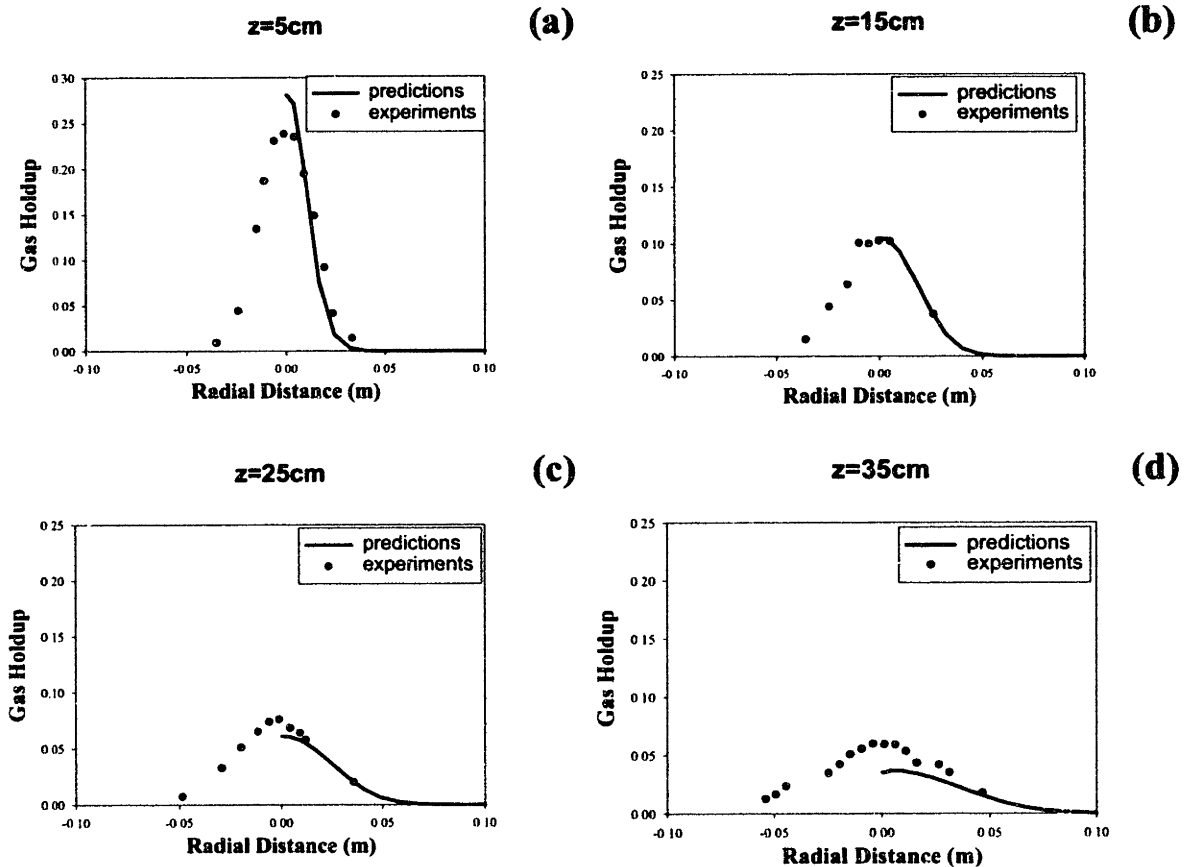 z=5cm
(a)
predictions
experiments
0.30
0.25
0.20
0.15
0.10
0.05
0.00
Gas Holdup
-0.10 -0.05 0.00 0.05 0.10
Radial Distance (m)
z=15cm
(b)
predictions
experiments
0.25
0.20
0.15
0.10
0.05
0.00
Gas Holdup
-0.10 -0.05 0.00 0.05 0.10
Radial Distance (m)
z=25cm
(c)
predictions
experiments
0.25
0.20
0.15
0.10
0.05
0.00
Gas Holdup
-0.10 -0.05 0.00 0.05 0.10
Radial Distance (m)
z=35cm
(d)
predictions
experiments
0.25
0.20
0.15
0.10
0.05
0.00
Gas Holdup
-0.10 -0.05 0.00 0.05 0.10
Radial Distance (m)